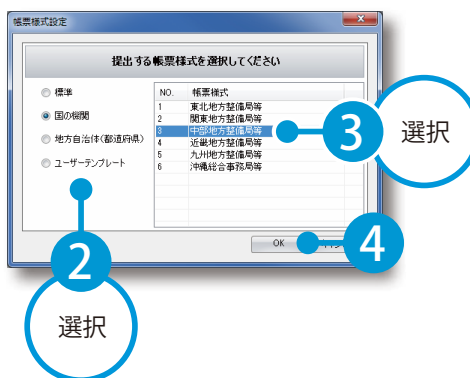 帳票様式設定
提出する帳票様式を選択してください
標準
国の機関
地方自治体(都道府県)
ユーザーテンプレート
NO. 帳票様式
1 東北地方整備局等
2 関東地方整備局等
3 中部地方整備局等
4 近畿地方整備局等
5 九州地方整備局等
6 沖縄総合事務局等
3 選択
OK
4
2
選択